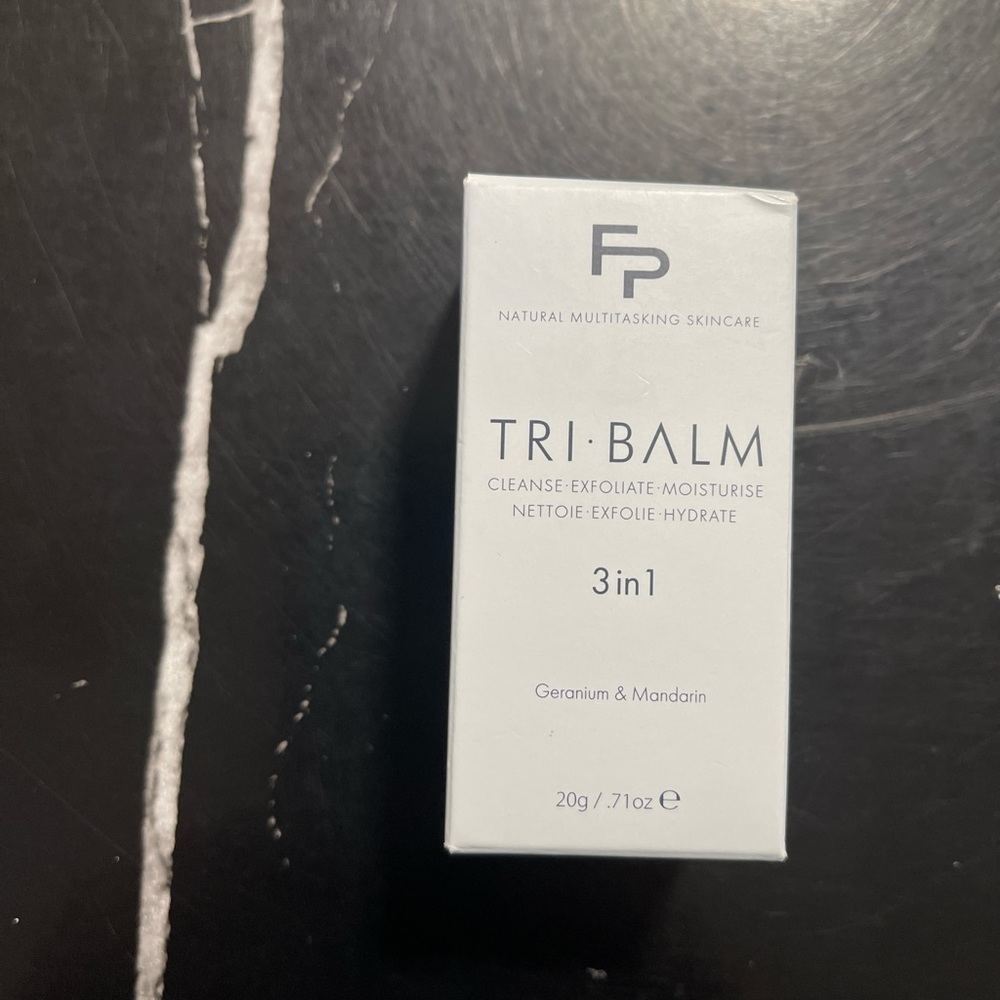 FP
NATURAL MULTITASKING SKINCARE
TRI·BALM
CLEANSE·EXFOLIATE·MOISTURISE
NETTOIE·EXFOLIE·HYDRATE
3in1
Geranium & Mandarin
20g / .71oz ℮